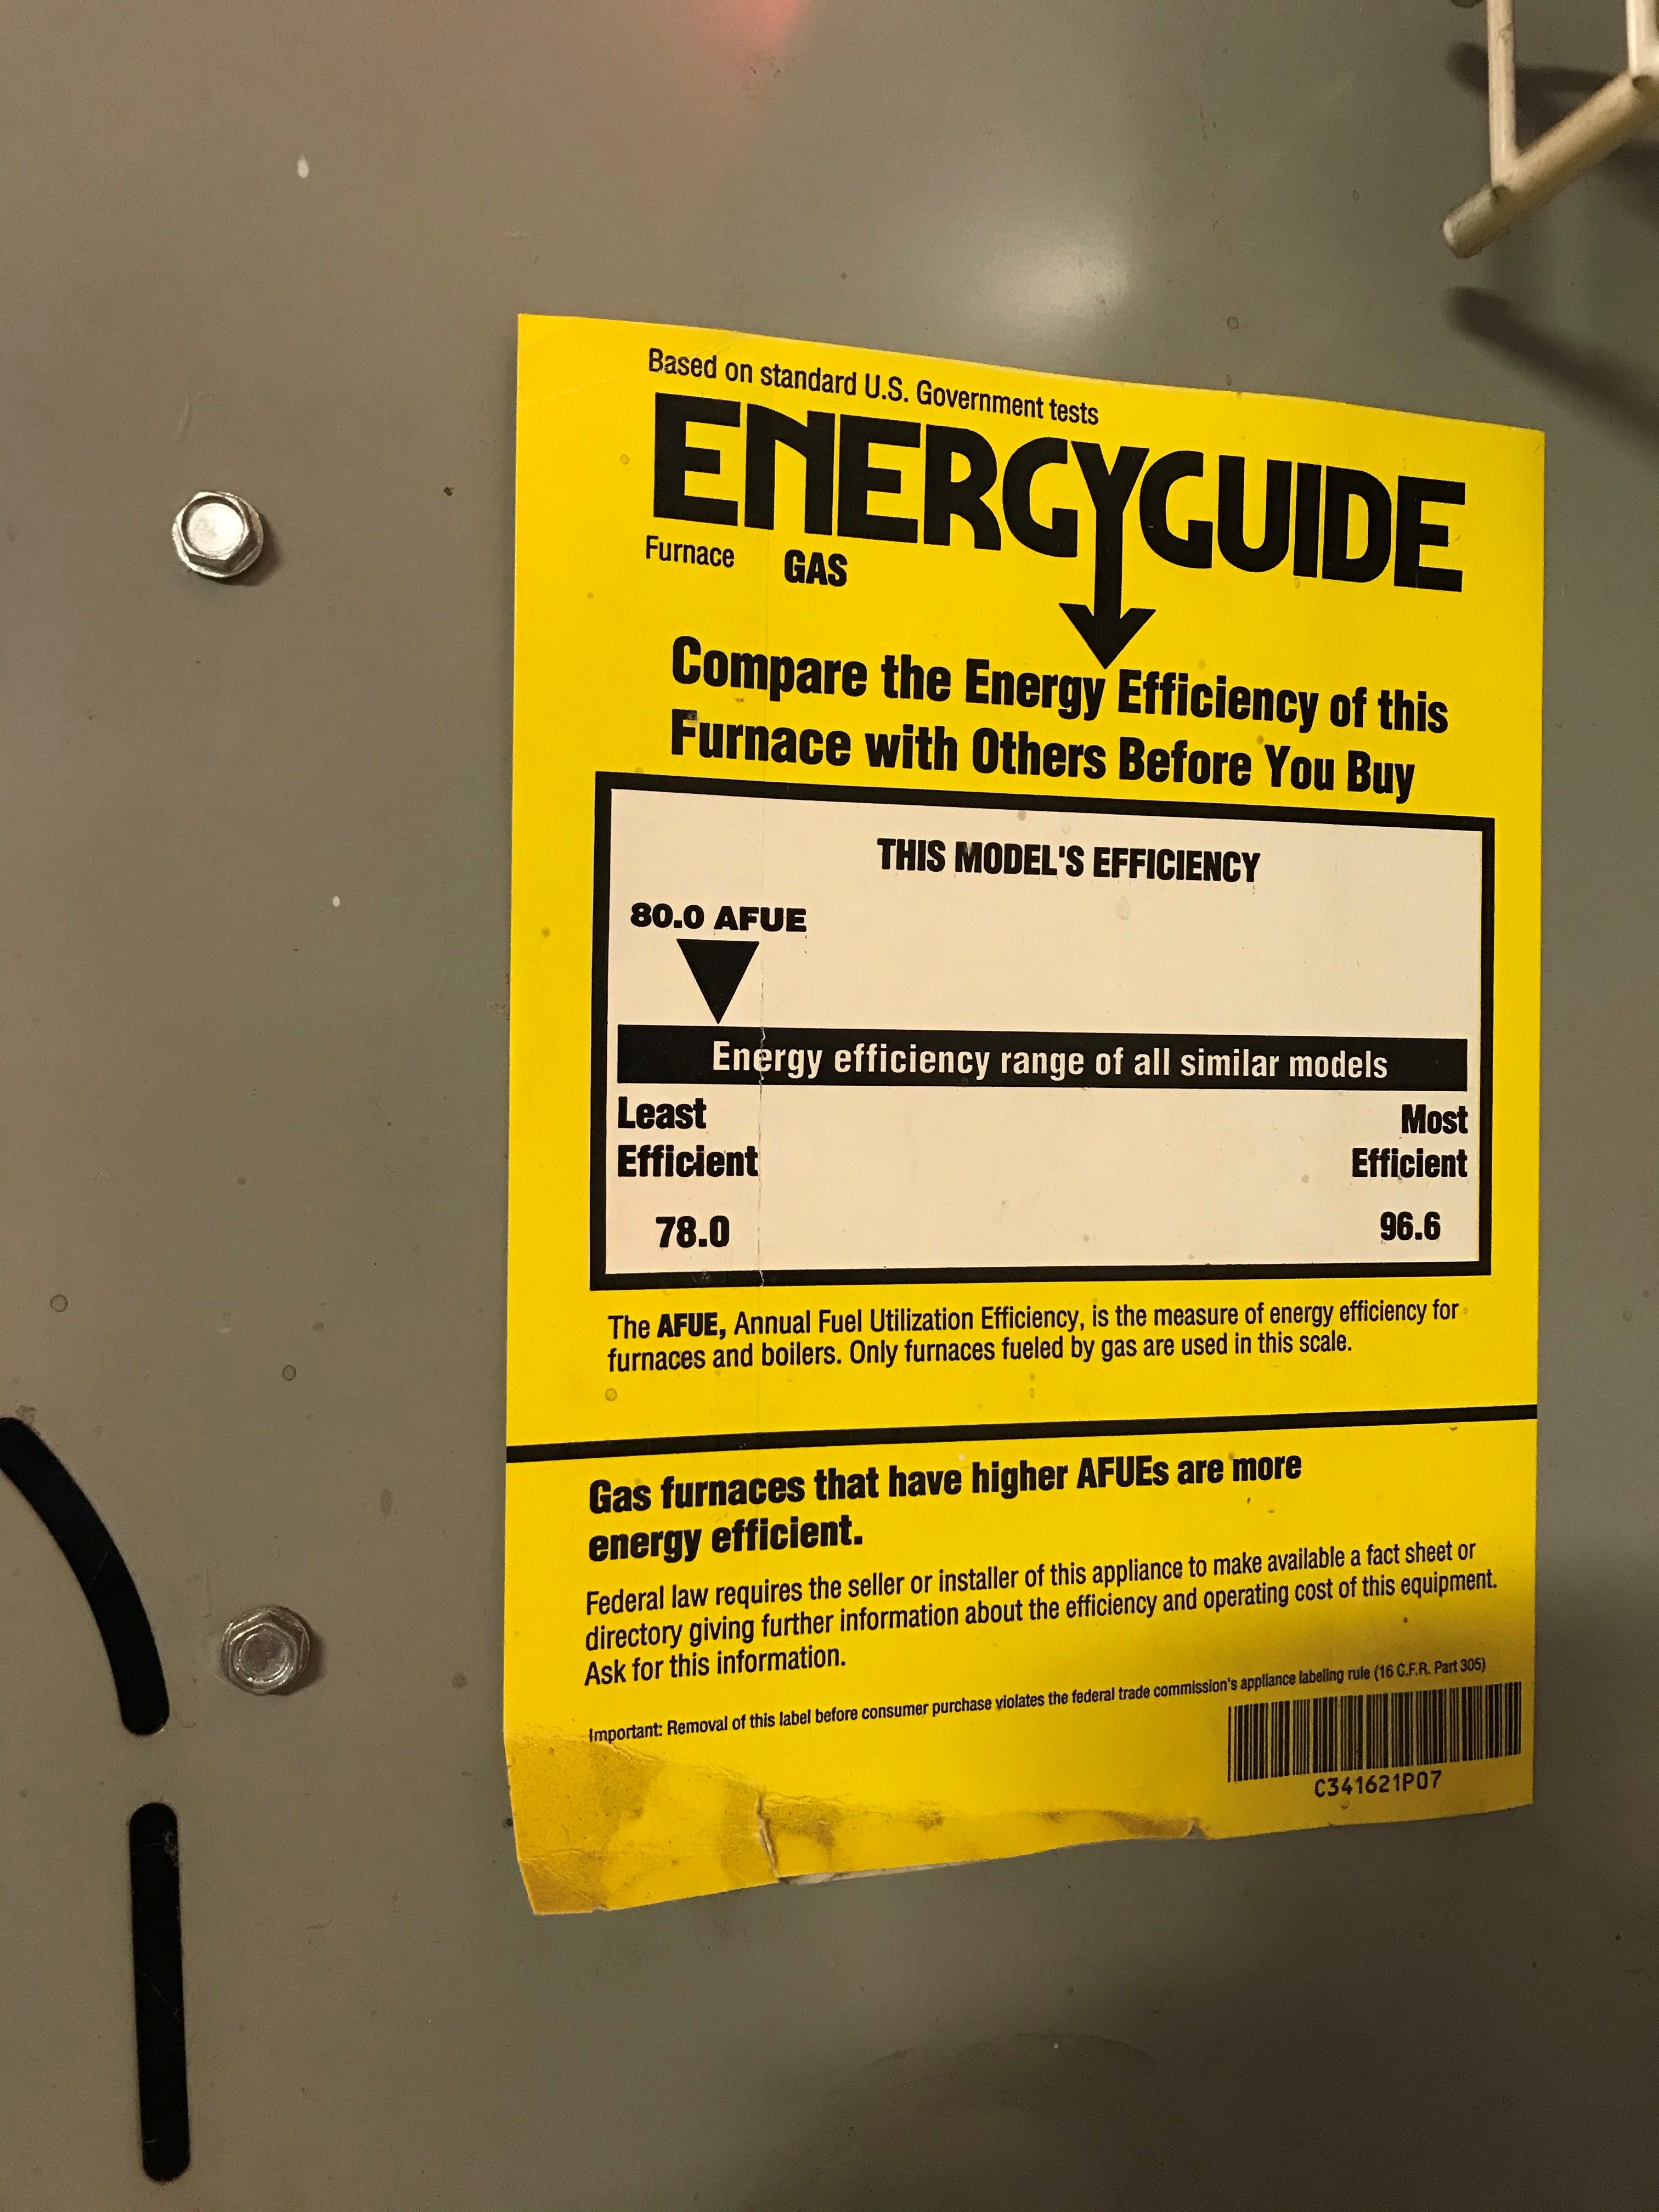 Based on standard U.S. Government tests
ENERGYGUIDE
Furnace GAS
Compare the Energy Efficiency of this
Furnace with Others Before You Buy
THIS MODEL'S EFFICIENCY
80.0 AFUE
Energy efficiency range of all similar models
Least Most
Efficient Efficient
78.0 96.6
The AFUE, Annual Fuel Utilization Efficiency, is the measure of energy efficiency for
furnaces and boilers. Only furnaces fueled by gas are used in this scale.
Gas furnaces that have higher AFUEs are more
energy efficient.
Federal law requires the seller or installer of this appliance to make available a fact sheet or
directory giving further information about the efficiency and operating cost of this equipment.
Ask for this information.
Important: Removal of this label before consumer purchase violates the federal trade commission's appliance labeling rule (16 C.F.R. Part 305)
C341621P07